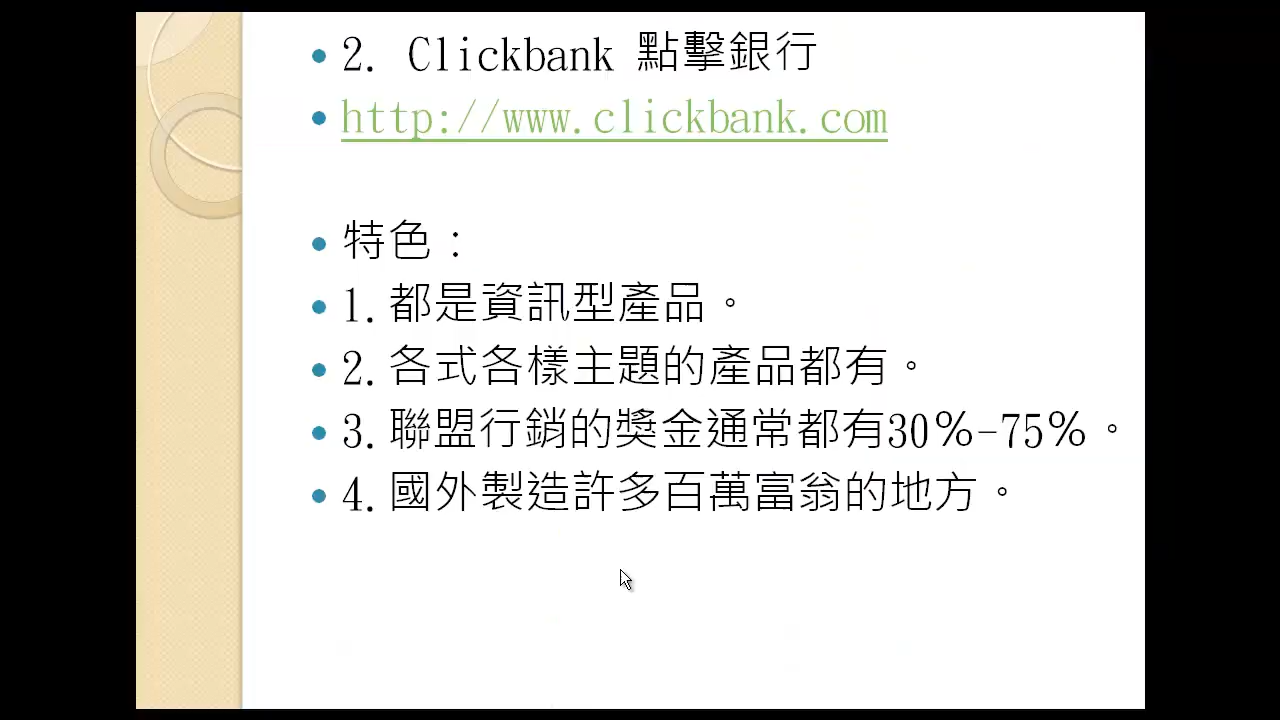 2. Clickbank 點擊銀行
http://www.clickbank.com
特色：
1. 都是資訊型產品。
2. 各式各樣主題的產品都有。
3. 聯盟行銷的獎金通常都有30%-75%。
4. 國外製造許多百萬富翁的地方。